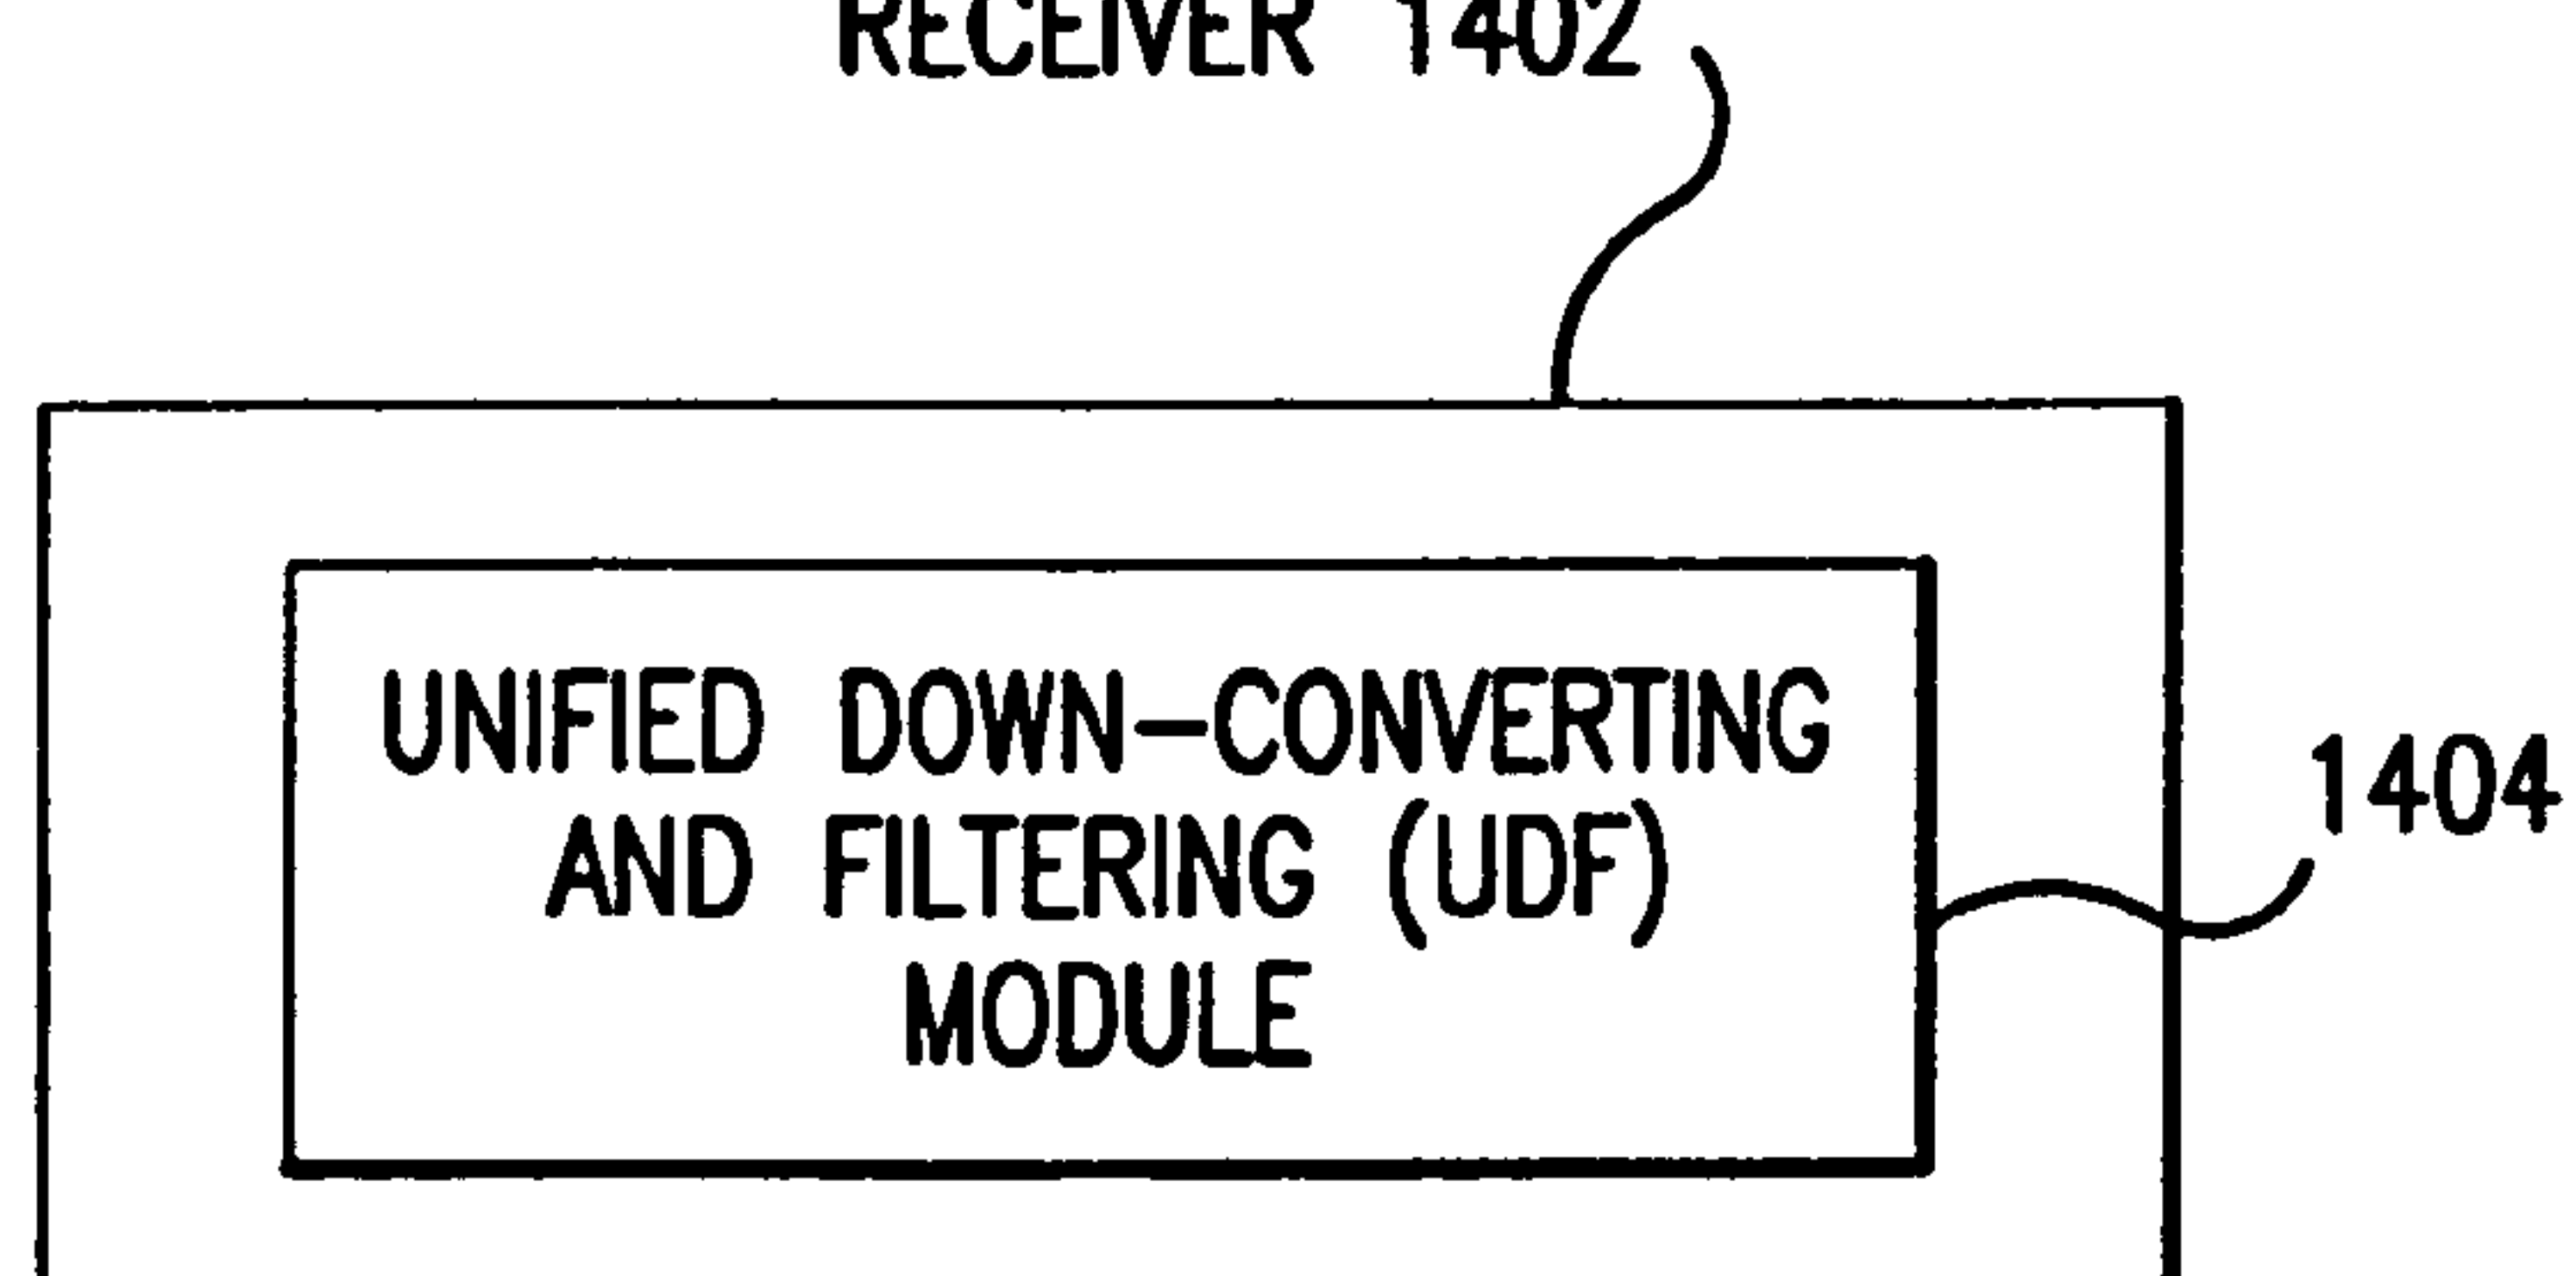 RECEIVER 1402
UNIFIED DOWN-CONVERTING
AND FILTERING (UDF)
MODULE
1404